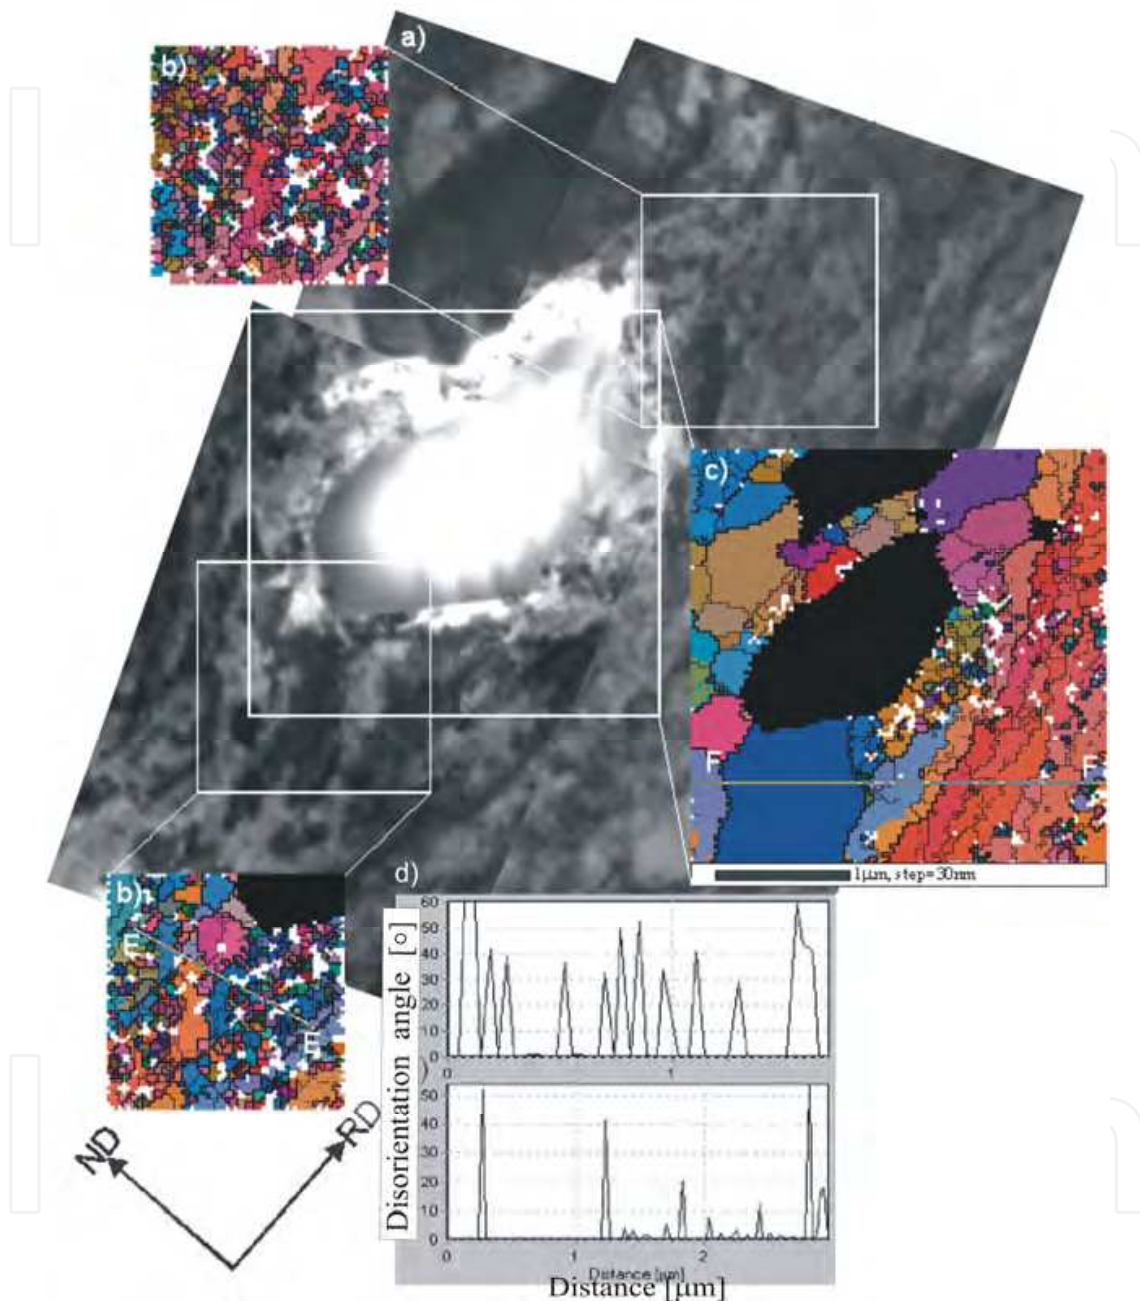 a)
b)
c)
F
F
1μm, step=30nm
b)
E
E
ND
RD
d)
Disorientation angle [o]
60
50
40
30
20
10
0
0
1
50
40
30
20
10
0
0
1
2
Distance [μm]
Distance [μm]